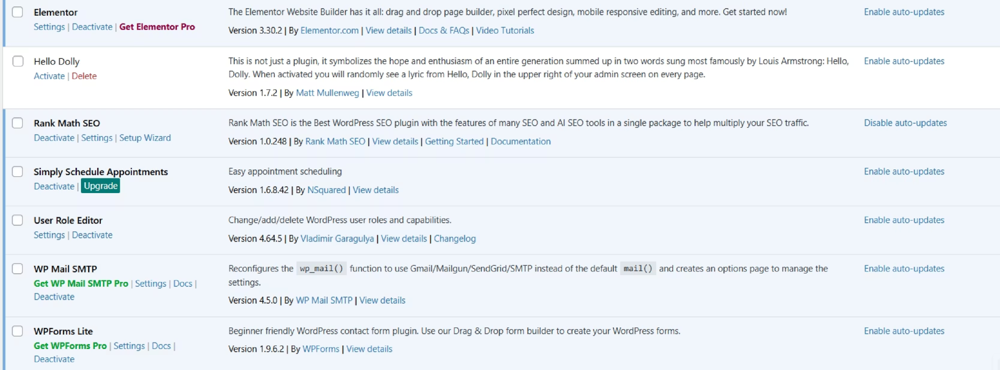 Elementor
The Elementor Website Builder has it all: drag and drop page builder, pixel perfect design, mobile responsive editing, and more. Get started now!
Enable auto-updates
Settings | Deactivate | Get Elementor Pro
Version 3.30.2 | By Elementor.com | View details | Docs & FAQs | Video Tutorials
Hello Dolly
This is not just a plugin, it symbolizes the hope and enthusiasm of an entire generation summed up in two words sung most famously by Louis Armstrong: Hello,
Enable auto-updates
Activate | Delete
Dolly. When activated you will randomly see a lyric from Hello, Dolly in the upper right of your admin screen on every page.
Version 1.7.2 | By Matt Mullenweg | View details
Rank Math SEO
Rank Math SEO is the Best WordPress SEO plugin with the features of many SEO and AI SEO tools in a single package to help multiply your SEO traffic.
Disable auto-updates
Deactivate | Settings | Setup Wizard
Version 1.0.248 | By Rank Math SEO | View details | Getting Started | Documentation
Simply Schedule Appointments
Easy appointment scheduling
Enable auto-updates
Deactivate | Upgrade
Version 1.6.8.42 | By NSquared | View details
User Role Editor
Change/add/delete WordPress user roles and capabilities.
Enable auto-updates
Settings | Deactivate
Version 4.64.5 | By Vladimir Garagulya | View details | Changelog
WP Mail SMTP
Reconfigures the wp_mail() function to use Gmail/Mailgun/SendGrid/SMTP instead of the default mail() and creates an options page to manage the
Enable auto-updates
Get WP Mail SMTP Pro | Settings | Docs |
settings.
Deactivate
Version 4.5.0 | By WP Mail SMTP | View details
WPForms Lite
Beginner friendly WordPress contact form plugin. Use our Drag & Drop form builder to create your WordPress forms.
Enable auto-updates
Get WPForms Pro | Settings | Docs |
Version 1.9.6.2 | By WPForms | View details
Deactivate